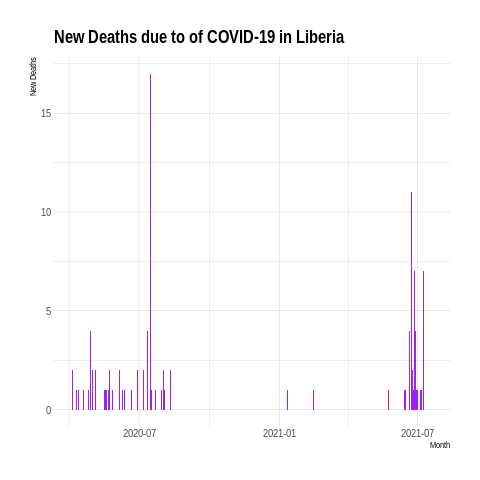 New Deaths due to of COVID-19 in Liberia
New Deaths
15
10
5
0
2020-07
2021-01
2021-07
Month